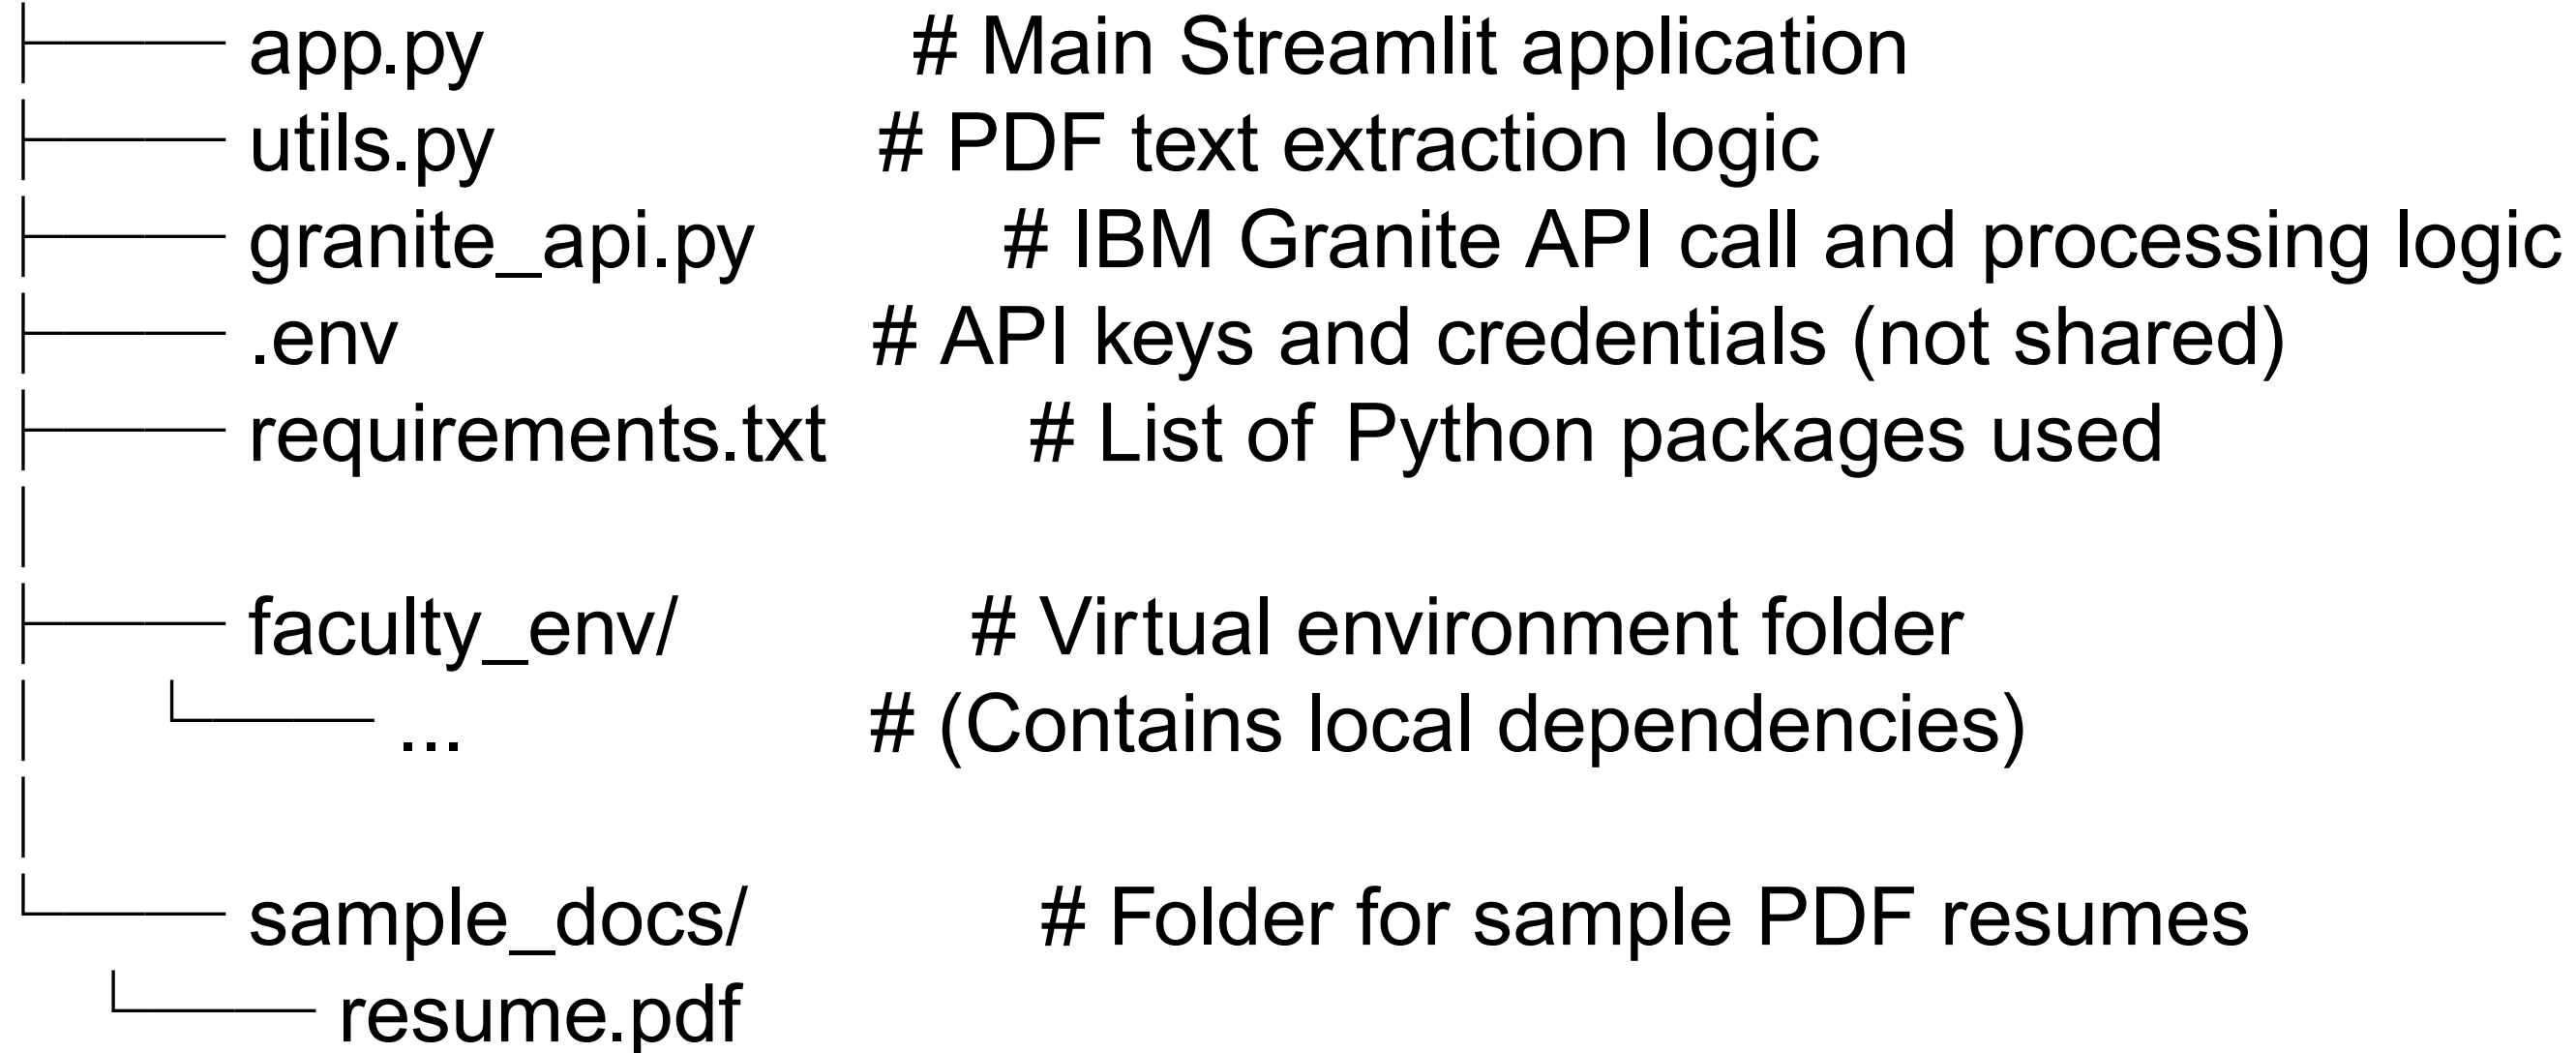 ├── app.py # Main Streamlit application
├── utils.py # PDF text extraction logic
├── granite_api.py # IBM Granite API call and processing logic
├── .env # API keys and credentials (not shared)
├── requirements.txt # List of Python packages used
│
├── faculty_env/ # Virtual environment folder
│ └── ... # (Contains local dependencies)
│
└── sample_docs/ # Folder for sample PDF resumes
└── resume.pdf